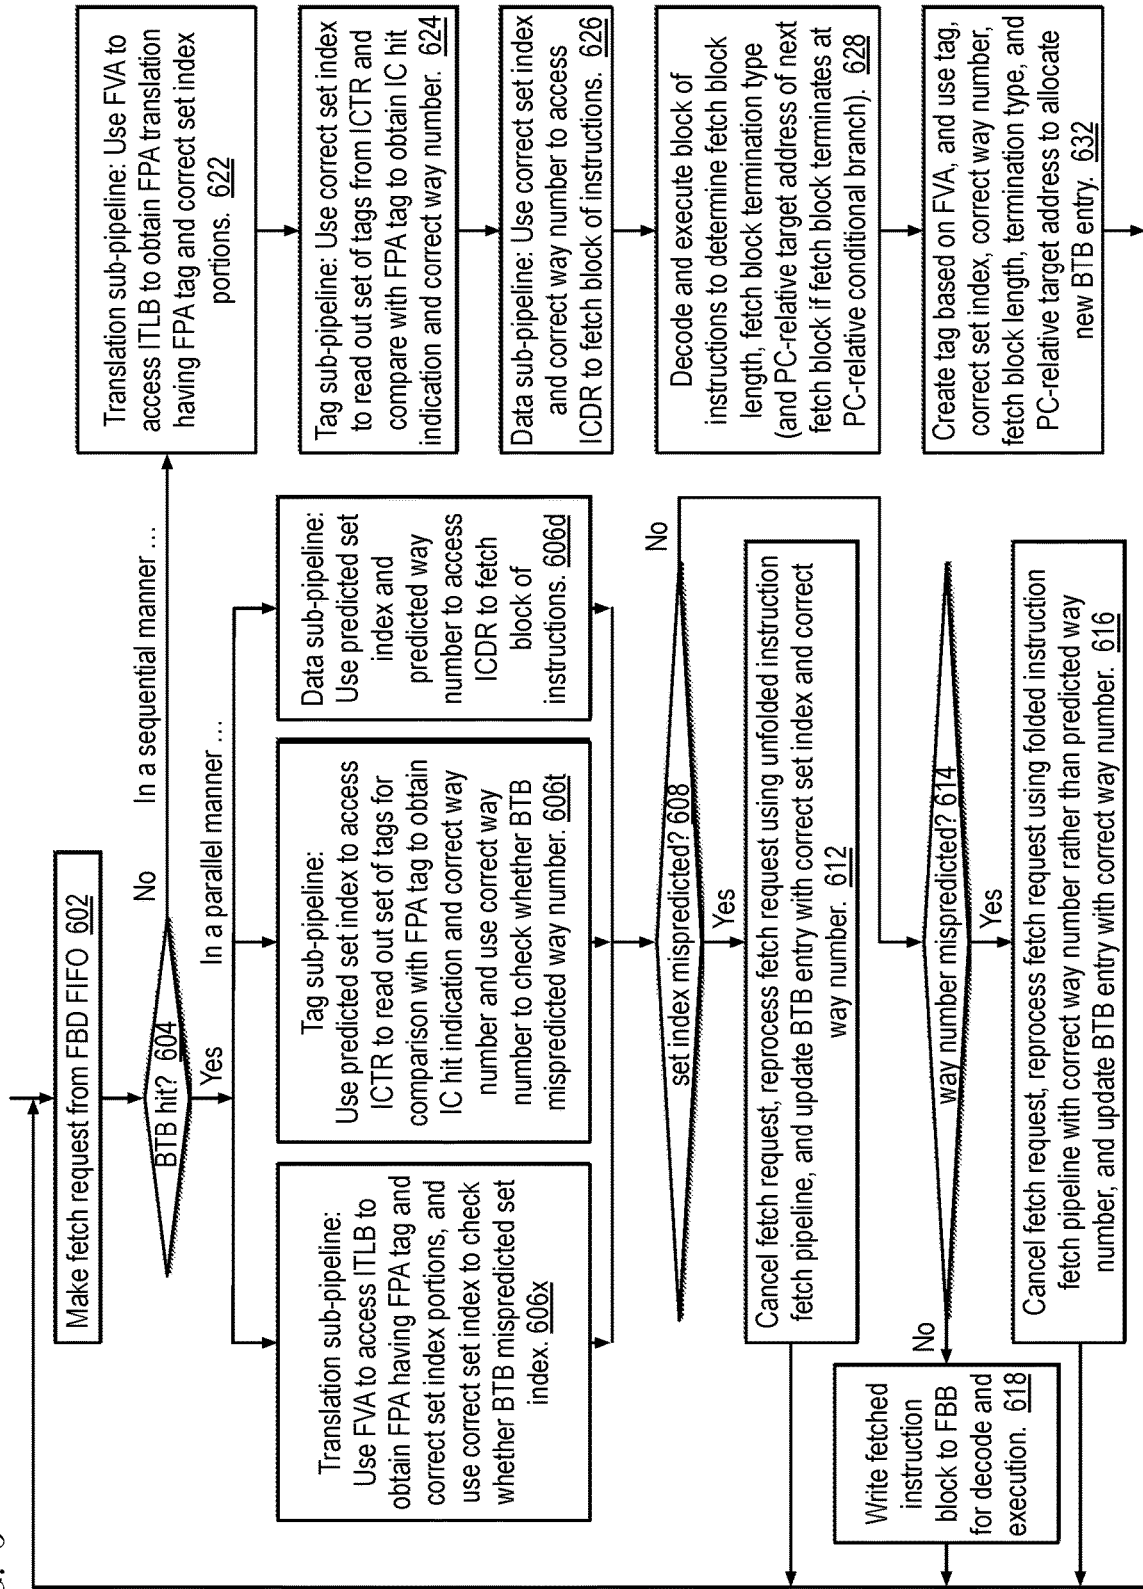 Make fetch request from FBD FIFO 602
BTB hit? 604
No
In a sequential manner ...
Yes
In a parallel manner ...
Translation sub-pipeline:
Use FVA to access ITLB to
obtain FPA having FPA tag and
correct set index portions, and
use correct set index to check
whether BTB mispredicted set
index. 606x
Tag sub-pipeline:
Use predicted set index to access
ICTR to read out set of tags for
comparison with FPA tag to obtain
IC hit indication and correct way
number and use correct way
number to check whether BTB
mispredicted way number. 606t
Data sub-pipeline:
Use predicted set
index and
predicted way
number to access
ICDR to fetch
block of
instructions. 606d
set index mispredicted? 608
No
Yes
Cancel fetch request, reprocess fetch request using unfolded instruction
fetch pipeline, and update BTB entry with correct set index and correct
way number. 612
way number mispredicted? 614
No
Yes
Write fetched
instruction
block to FBB
for decode and
execution. 618
Cancel fetch request, reprocess fetch request using folded instruction
fetch pipeline with correct way number rather than predicted way
number, and update BTB entry with correct way number. 616
Translation sub-pipeline: Use FVA to
access ITLB to obtain FPA translation
having FPA tag and correct set index
portions. 622
Tag sub-pipeline: Use correct set index
to read out set of tags from ICTR and
compare with FPA tag to obtain IC hit
indication and correct way number. 624
Data sub-pipeline: Use correct set index
and correct way number to access
ICDR to fetch block of instructions. 626
Decode and execute block of
instructions to determine fetch block
length, fetch block termination type
(and PC-relative target address of next
fetch block if fetch block terminates at
PC-relative conditional branch). 628
Create tag based on FVA, and use tag,
correct set index, correct way number,
fetch block length, termination type, and
PC-relative target address to allocate
new BTB entry. 632